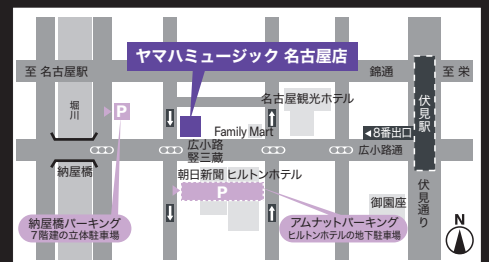 ヤマハミュージック 名古屋店
至 名古屋駅
錦通
至 栄
堀川
P
名古屋観光ホテル
伏見駅
Family Mart
◀8番出口
広小路
竪三蔵
広小路通
納屋橋
朝日新聞 ヒルトンホテル
P
伏見通り
御園座
納屋橋パーキング
7階建の立体駐車場
アムナットパーキング
ヒルトンホテルの地下駐車場
N